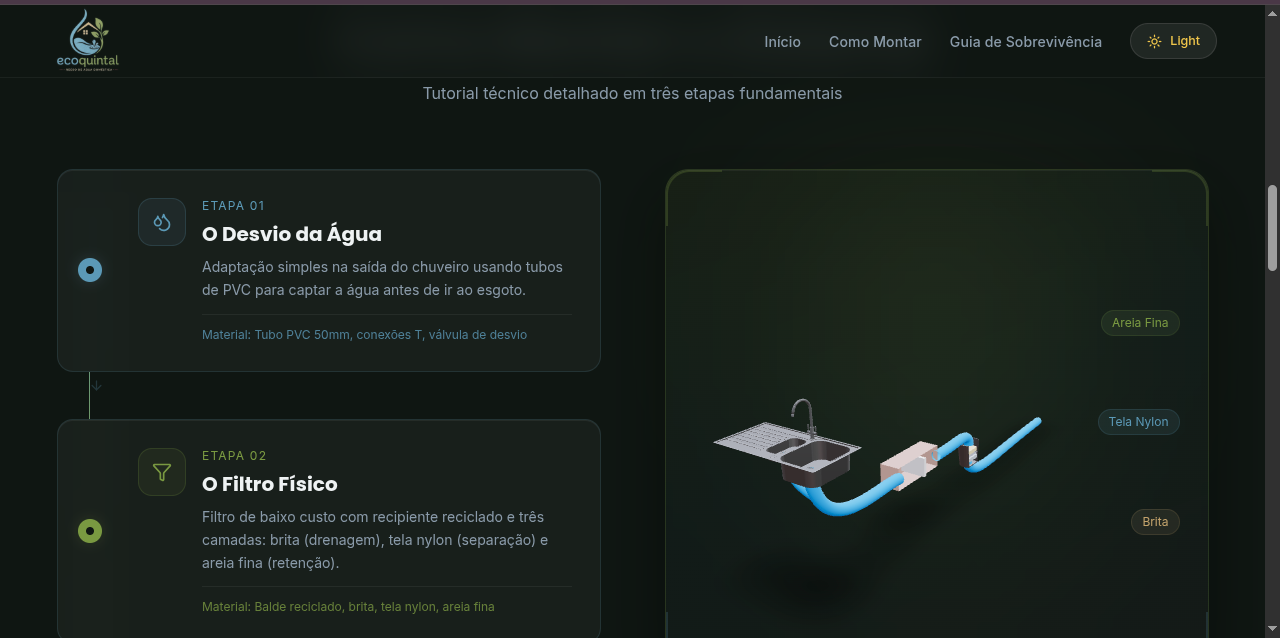 ecoquintal
Início
Como Montar
Guia de Sobrevivência
Light
Tutorial técnico detalhado em três etapas fundamentais
ETAPA 01
O Desvio da Água
Adaptação simples na saída do chuveiro usando tubos
de PVC para captar a água antes de ir ao esgoto.
Material: Tubo PVC 50mm, conexões T, válvula de desvio
ETAPA 02
O Filtro Físico
Filtro de baixo custo com recipiente reciclado e três
camadas: brita (drenagem), tela nylon (separação) e
areia fina (retenção).
Material: Balde reciclado, brita, tela nylon, areia fina
Areia Fina
Tela Nylon
Brita